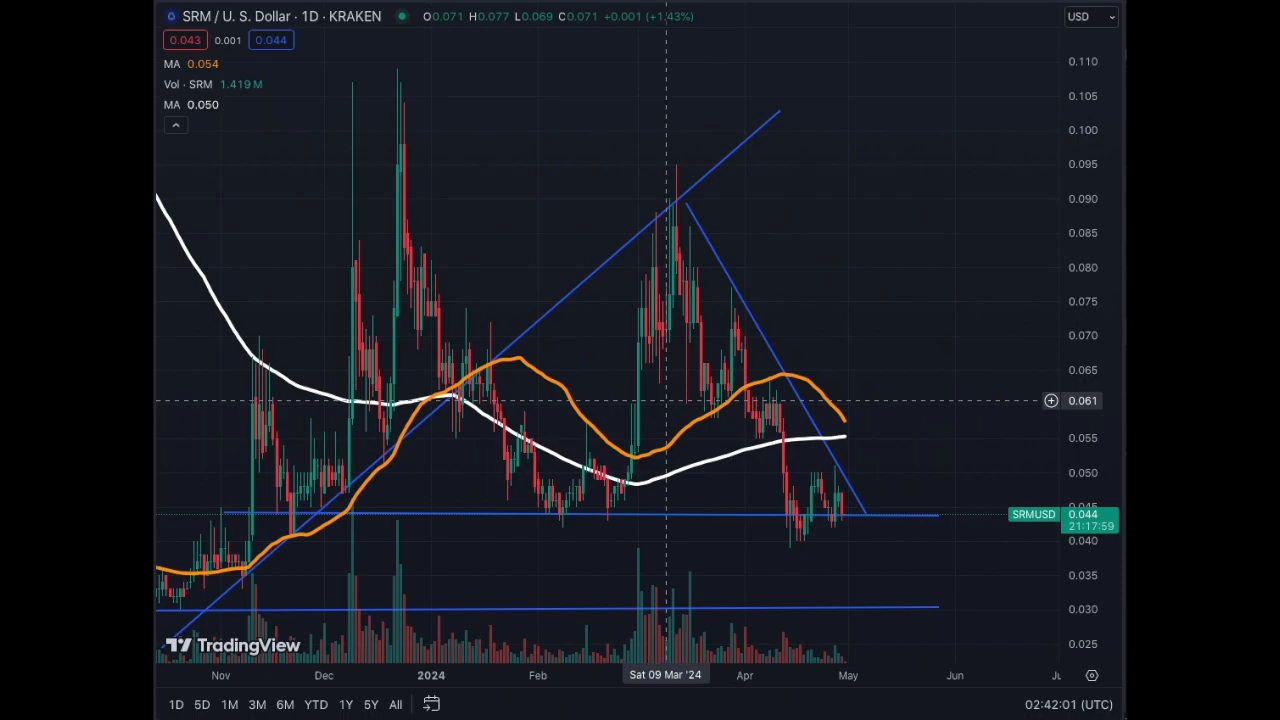 SRM / U. S. Dollar · 1D · KRAKEN O0.071 H0.077 L0.069 C0.071 +0.001 (+1.43%) USD
0.043 0.001 0.044
MA 0.054
Vol · SRM 1.419 M
MA 0.050
0.110
0.105
0.100
0.095
0.090
0.085
0.080
0.075
0.070
0.065
0.061
0.055
0.050
0.045
SRMUSD 0.044
21:17:59
0.040
0.035
0.030
0.025
TradingView
Nov Dec 2024 Feb Sat 09 Mar '24 Apr May Jun
1D 5D 1M 3M 6M YTD 1Y 5Y All 02:42:01 (UTC)